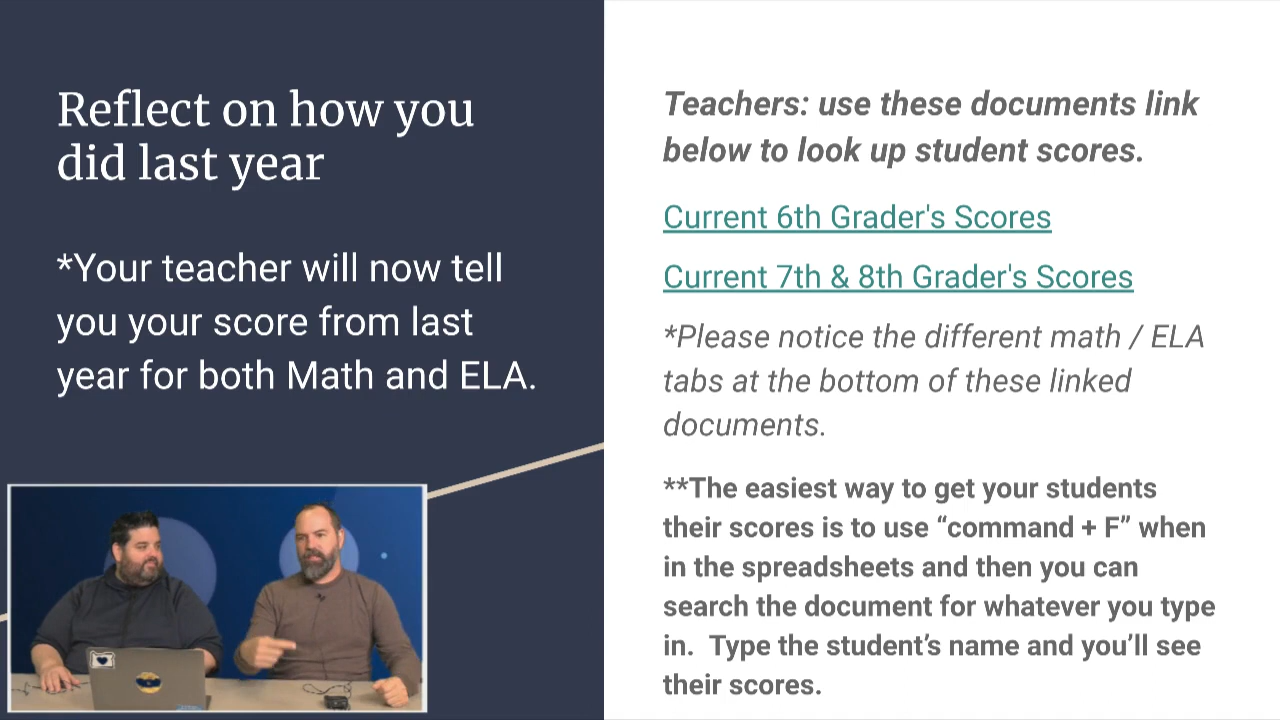 Reflect on how you
did last year
*Your teacher will now tell
you your score from last
year for both Math and ELA.
Teachers: use these documents link
below to look up student scores.
Current 6th Grader's Scores
Current 7th & 8th Grader's Scores
*Please notice the different math / ELA
tabs at the bottom of these linked
documents.
**The easiest way to get your students
their scores is to use “command + F” when
in the spreadsheets and then you can
search the document for whatever you type
in.  Type the student’s name and you’ll see
their scores.